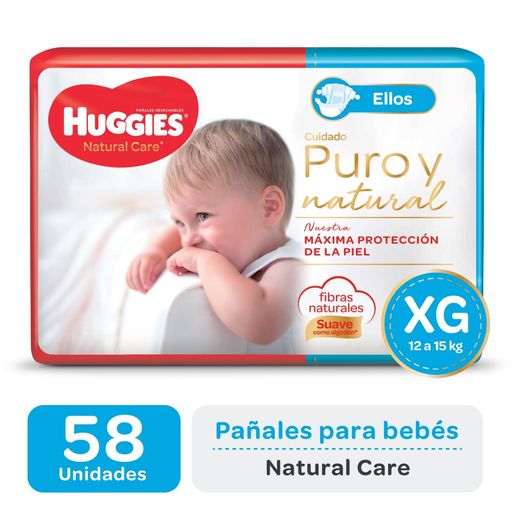 PAÑALES DESECHABLES
HUGGIES
Natural Care*
Ellos
Cuidado
Puro y
natural
Nuestra
MÁXIMA PROTECCIÓN
DE LA PIEL
fibras
naturales
Suave
como algodón*
XG
12 a 15 kg
58
Unidades
Pañales para bebés
Natural Care